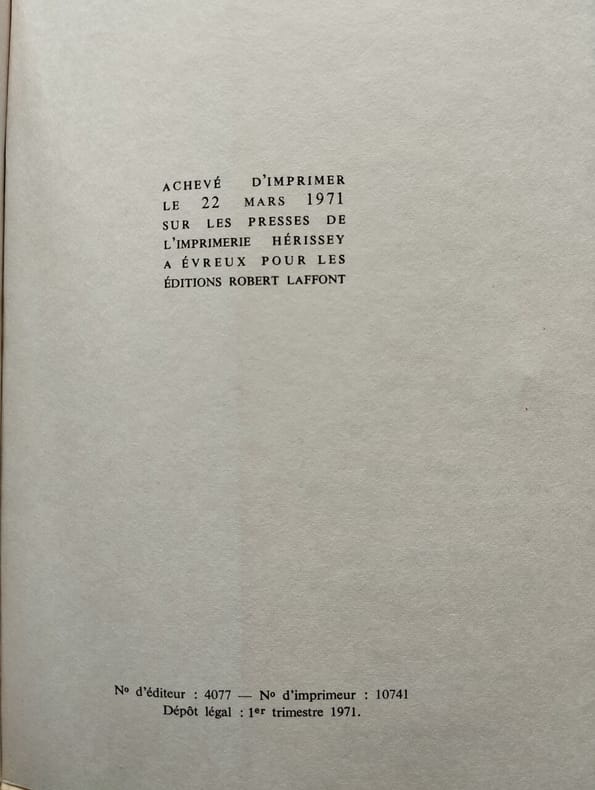 ACHEVÉ D'IMPRIMER
LE 22 MARS 1971
SUR LES PRESSES DE
L'IMPRIMERIE HÉRISSEY
A ÉVREUX POUR LES
ÉDITIONS ROBERT LAFFONT
Nº d'éditeur : 4077 — Nº d'imprimeur : 10741
Dépôt légal : 1er trimestre 1971.